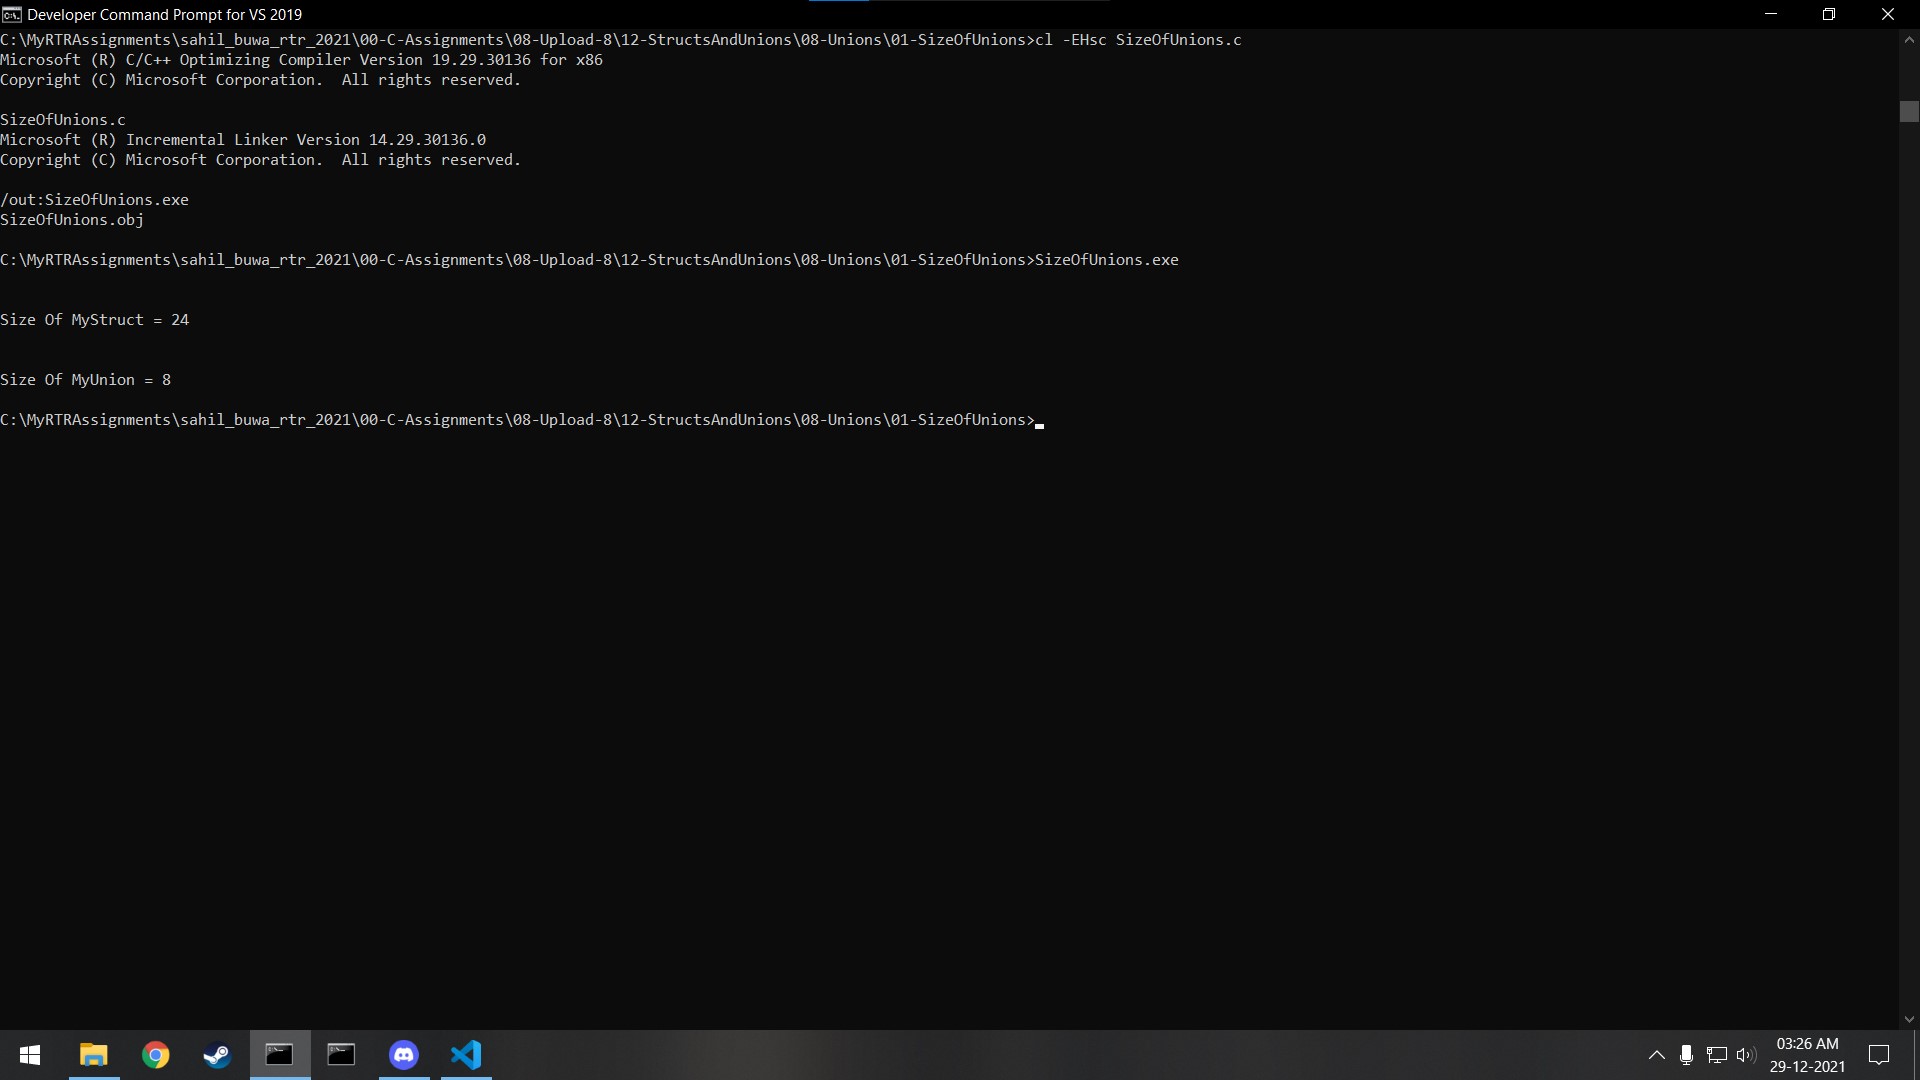 Developer Command Prompt for VS 2019
C:\MyRTRAssignments\sahil_buwa_rtr_2021\00-C-Assignments\08-Upload-8\12-StructsAndUnions\08-Unions\01-SizeOfUnions>cl -EHsc SizeOfUnions.c
Microsoft (R) C/C++ Optimizing Compiler Version 19.29.30136 for x86
Copyright (C) Microsoft Corporation.  All rights reserved.
SizeOfUnions.c
Microsoft (R) Incremental Linker Version 14.29.30136.0
Copyright (C) Microsoft Corporation.  All rights reserved.
/out:SizeOfUnions.exe
SizeOfUnions.obj
C:\MyRTRAssignments\sahil_buwa_rtr_2021\00-C-Assignments\08-Upload-8\12-StructsAndUnions\08-Unions\01-SizeOfUnions>SizeOfUnions.exe
Size Of MyStruct = 24
Size Of MyUnion = 8
C:\MyRTRAssignments\sahil_buwa_rtr_2021\00-C-Assignments\08-Upload-8\12-StructsAndUnions\08-Unions\01-SizeOfUnions>
03:26 AM
29-12-2021